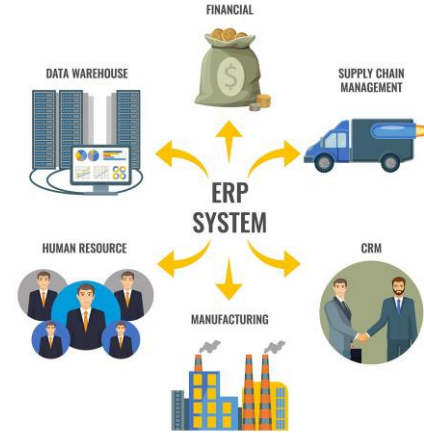 FINANCIAL
DATA WAREHOUSE
SUPPLY CHAIN
MANAGEMENT
$
ERP
SYSTEM
HUMAN RESOURCE
CRM
MANUFACTURING